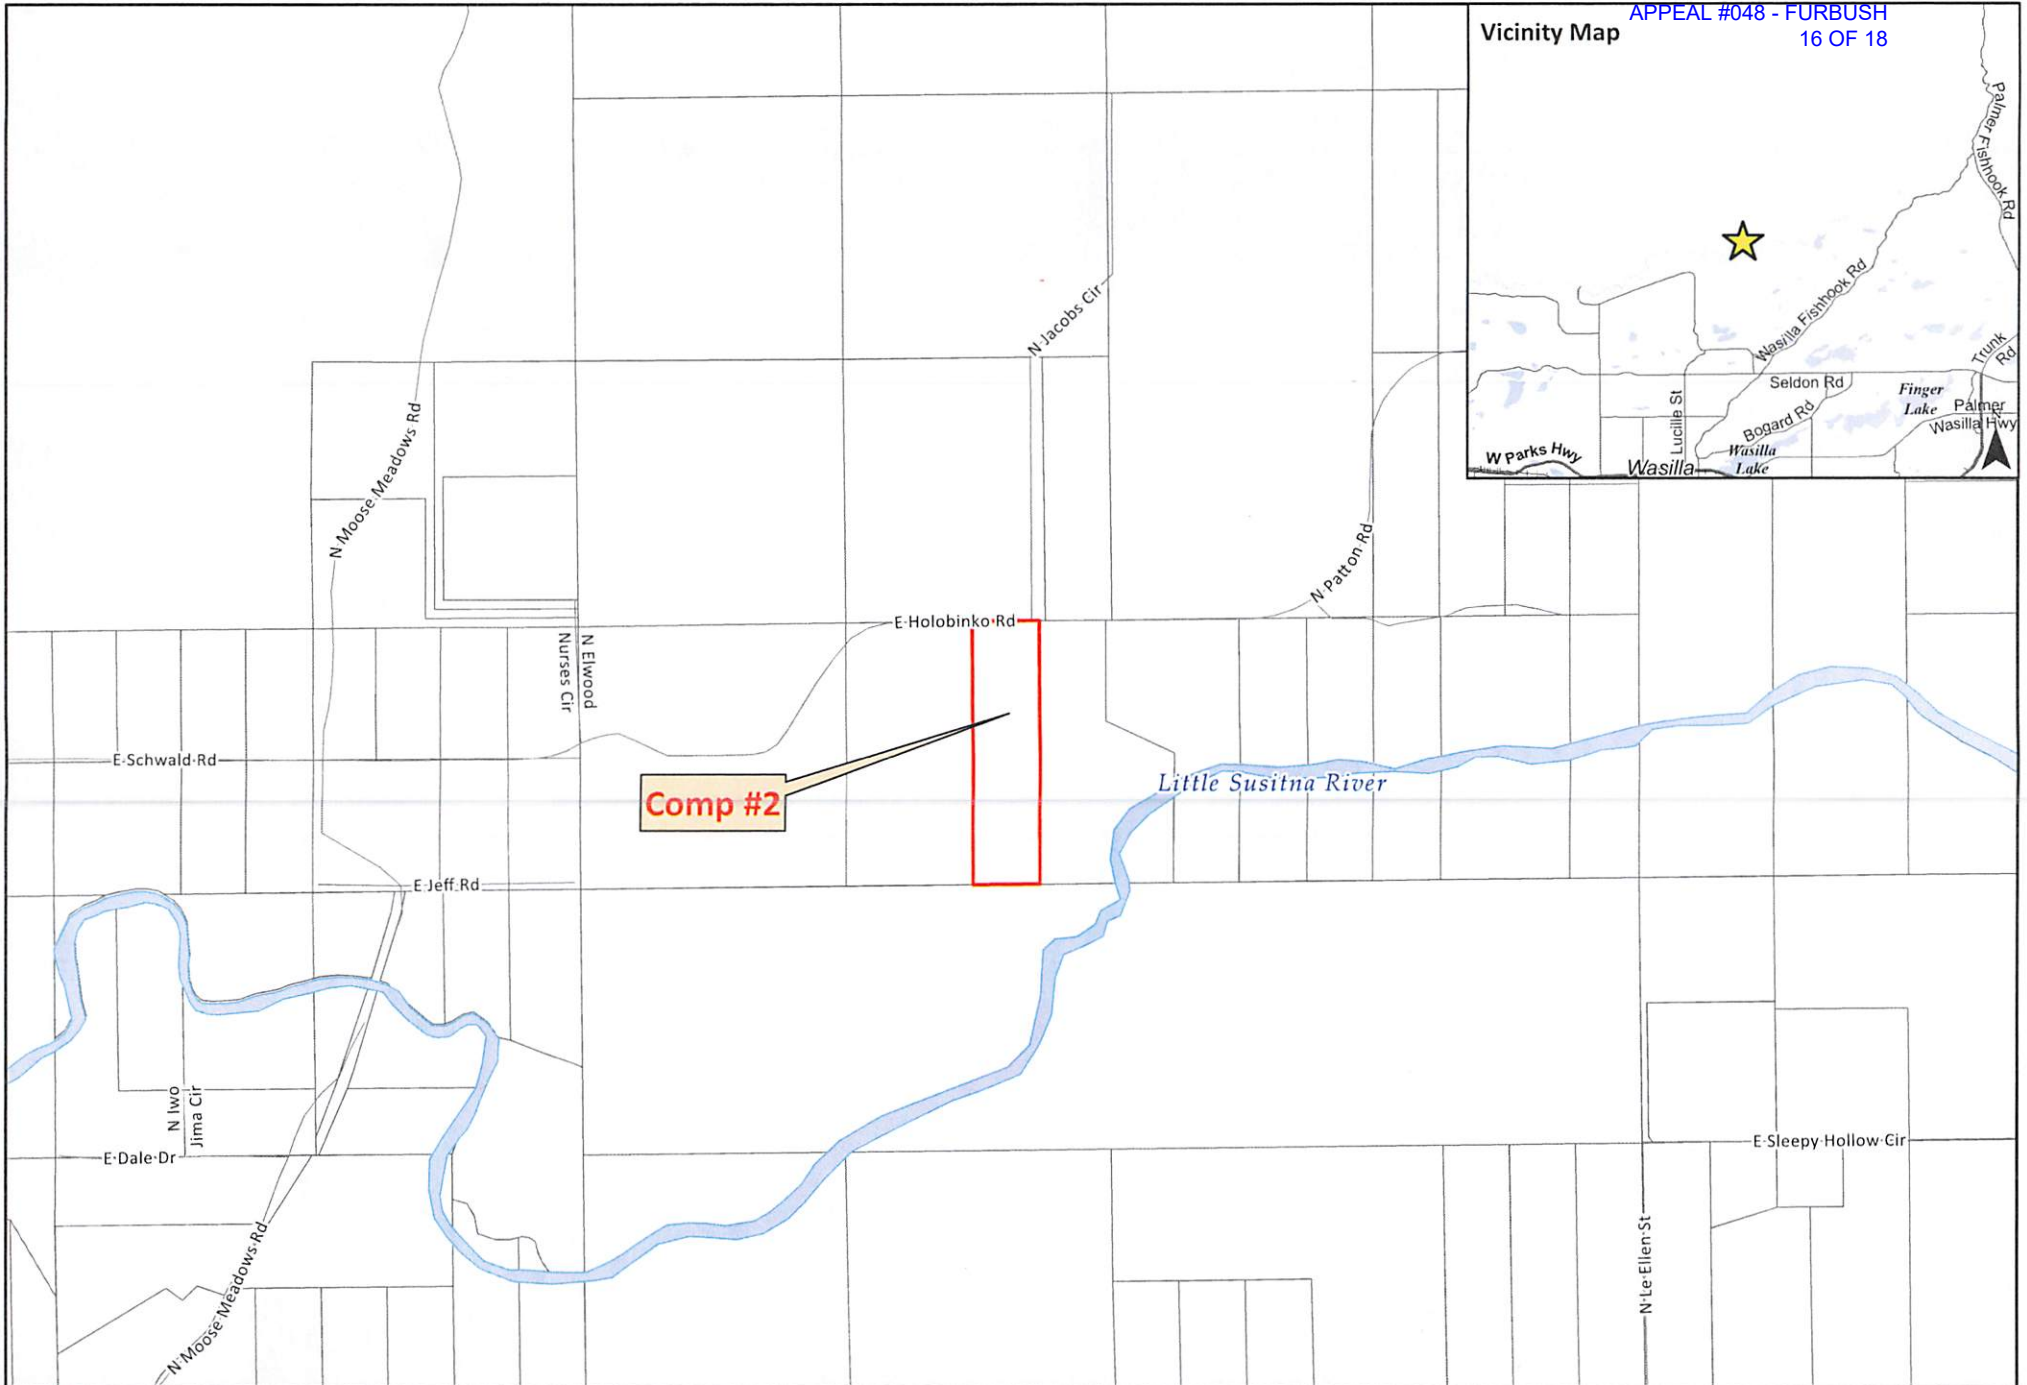 APPEAL #048 - FURBUSH
16 OF 18
Vicinity Map
Palmer Fishhook Rd
Wasilla Fishhook Rd
Trunk
Rd
Seldon Rd
Finger
Lake
Palmer
Wasilla Hwy
Lucille St
Bogard Rd
W Parks Hwy
Wasilla
Wasilla
Lake
N Jacobs Cir
N Moose Meadows Rd
N Patton Rd
E Holobinko Rd
N Elwood
Nurses Cir
E Schwald Rd
Comp #2
Little Susitna River
E Jeff Rd
N Iwo
Jima Cir
E Dale Dr
E Sleepy Hollow Cir
N Le Ellen St
N Moose Meadows Rd